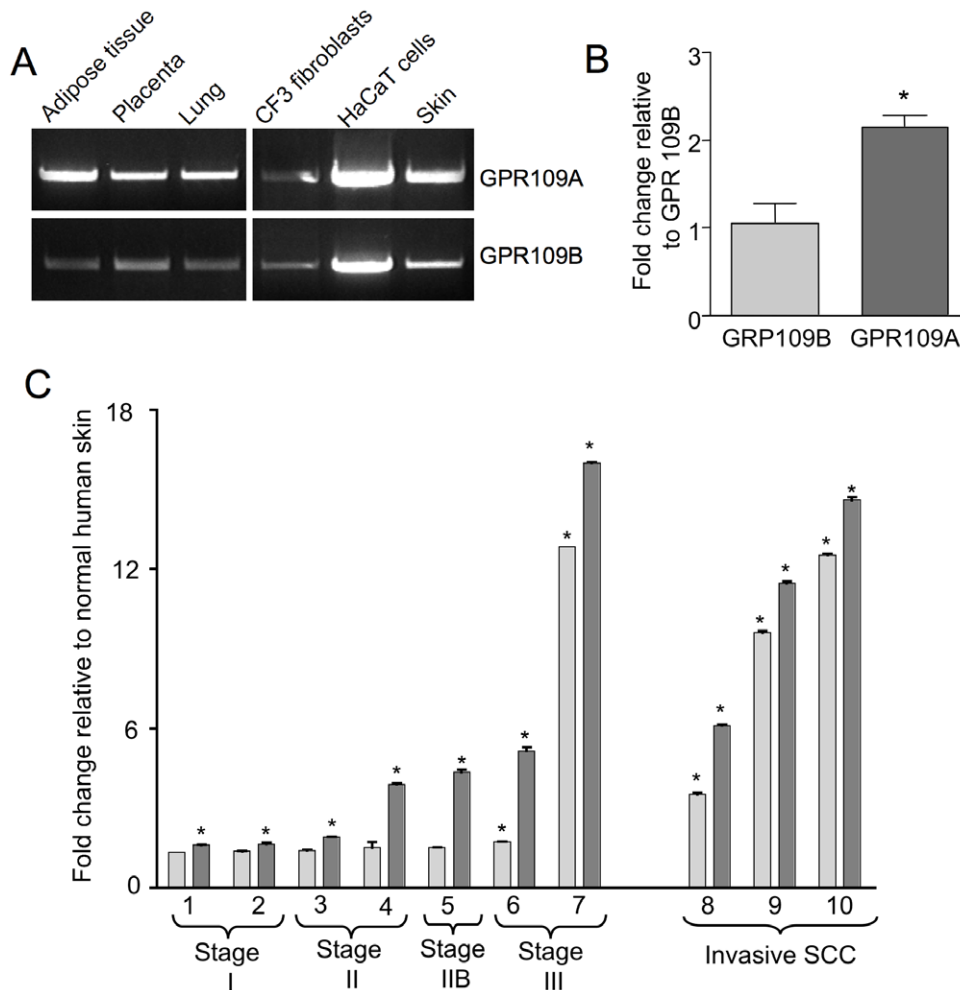 A
Adipose tissue
Placenta
Lung
CF3 fibroblasts
HaCaT cells
Skin
GPR109A
GPR109B
B
Fold change relative
to GPR 109B
3
2
1
0
*
GRP109B
GPR109A
C
Fold change relative to normal human skin
18
12
6
0
* * * * * * * * * * * * *
1 2 3 4 5 6 7 8 9 10
Stage
I
Stage
II
Stage
IIB
Stage
III
Invasive SCC